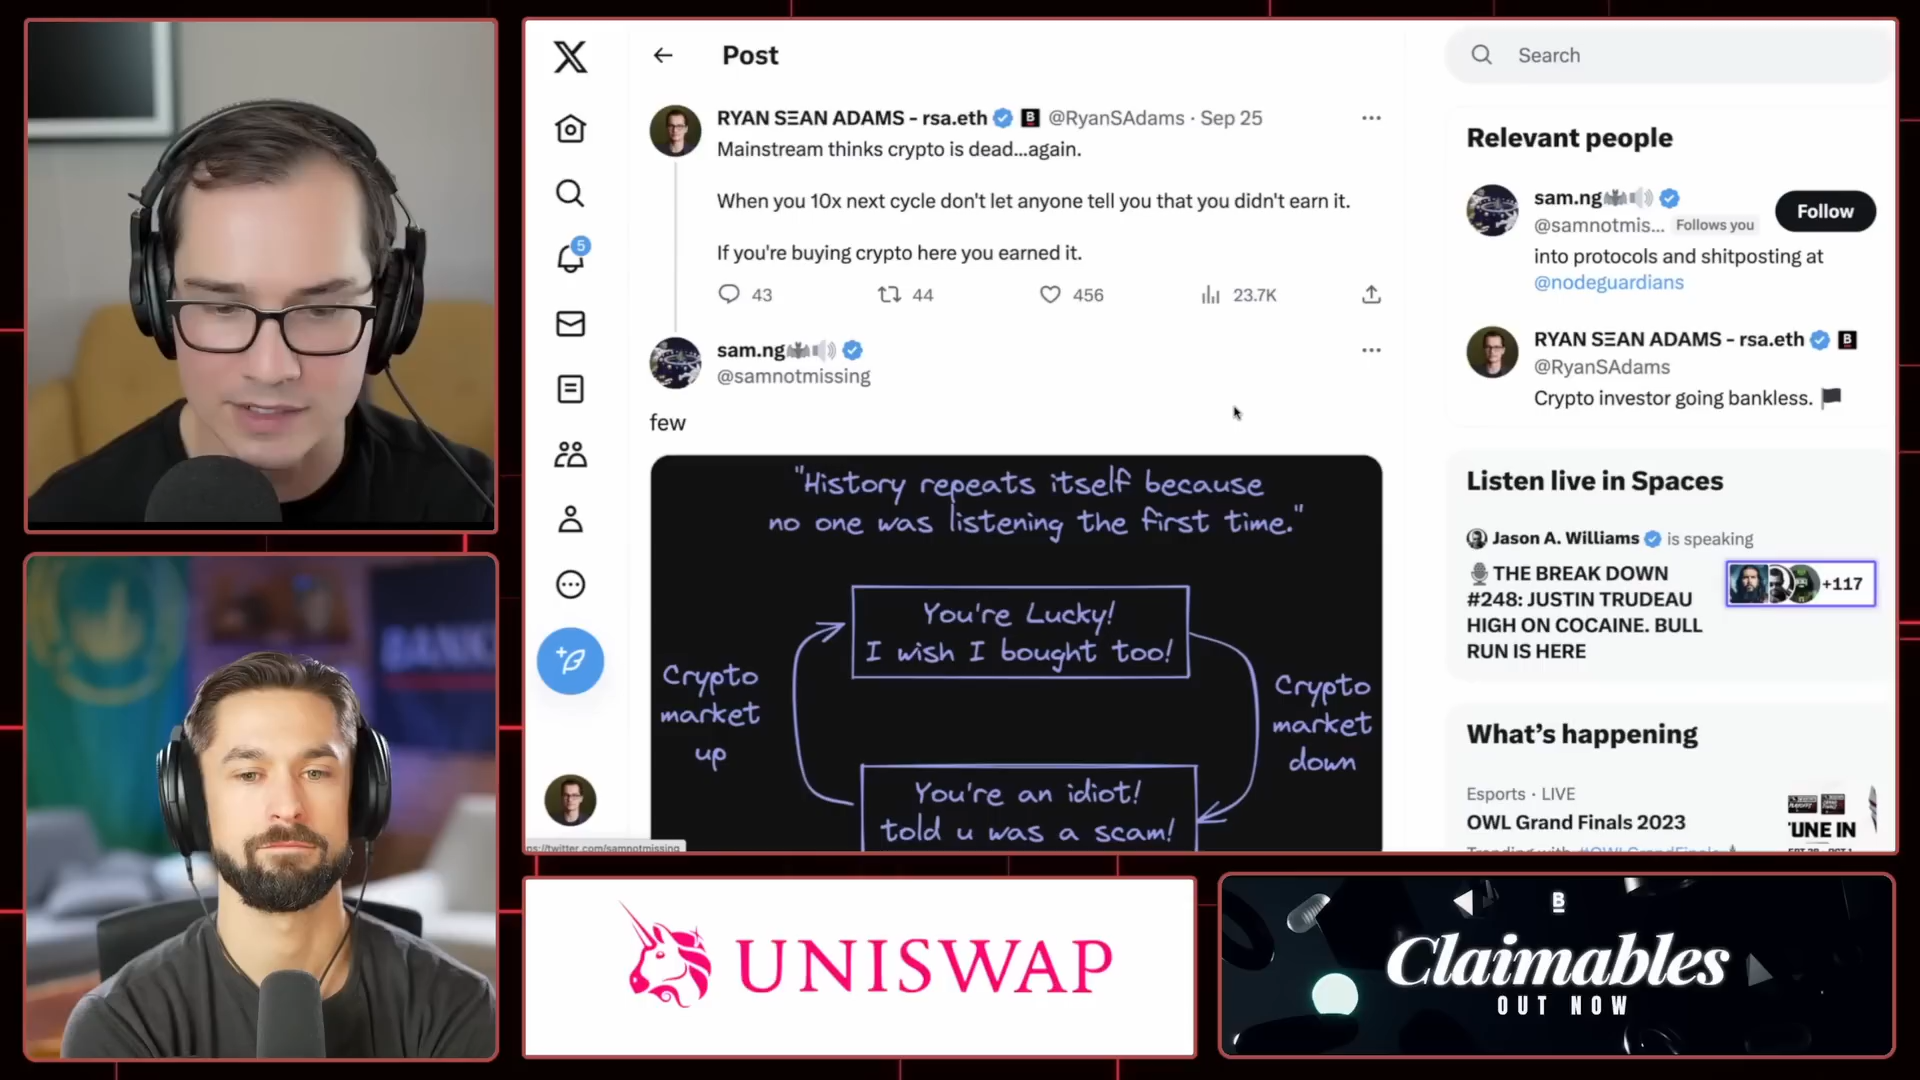 Post
RYAN SΞAN ADAMS - rsa.eth B @RyanSAdams · Sep 25
Mainstream thinks crypto is dead...again.
When you 10x next cycle don't let anyone tell you that you didn't earn it.
If you're buying crypto here you earned it.
43 44 456 23.7K
sam.ng
@samnotmissing
few
"History repeats itself because
no one was listening the first time."
You're Lucky!
I wish I bought too!
Crypto
market
up
Crypto
market
down
You're an idiot!
told u was a scam!
5
twitter.com/samnotmissing
Search
Relevant people
sam.ng
@samnotmis... Follows you
Follow
into protocols and shitposting at
@nodeguardians
RYAN SΞAN ADAMS - rsa.eth B
@RyanSAdams
Crypto investor going bankless.
Listen live in Spaces
Jason A. Williams is speaking
THE BREAK DOWN
#248: JUSTIN TRUDEAU
HIGH ON COCAINE. BULL
RUN IS HERE
+117
What's happening
Esports · LIVE
OWL Grand Finals 2023
UNE IN
BANK
UNISWAP
B
Claimables
OUT NOW